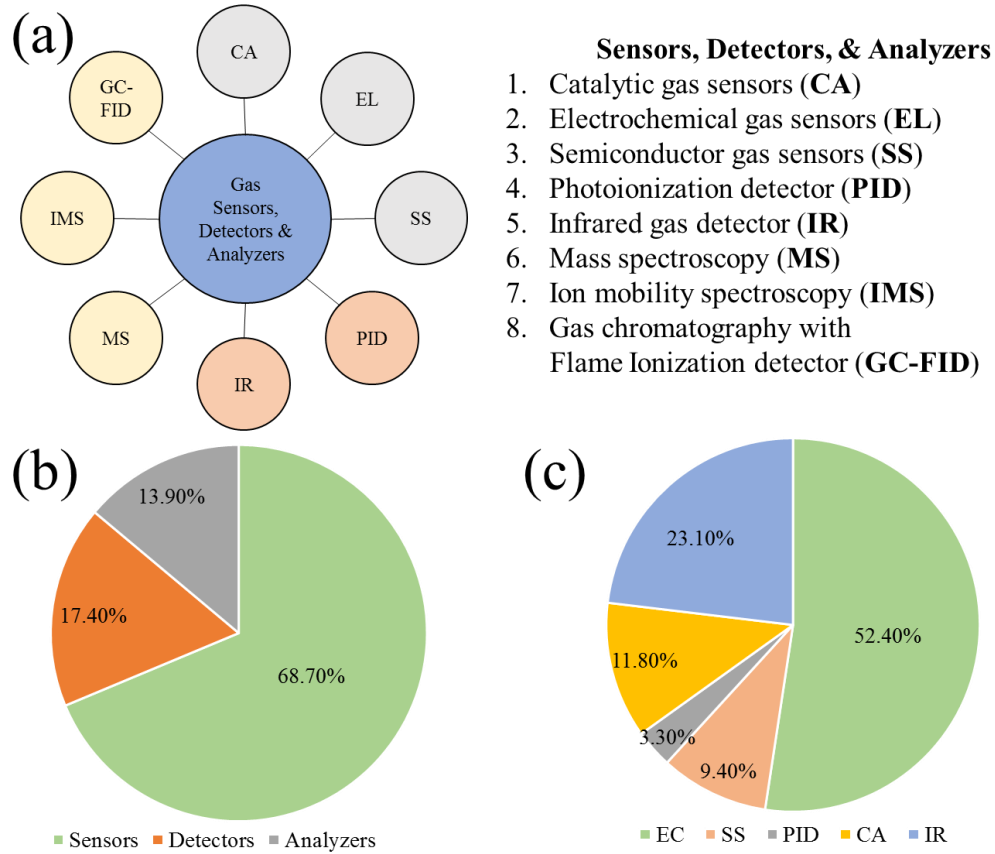 (a)
CA
GC-
FID
EL
IMS
Gas
Sensors,
Detectors &
Analyzers
SS
MS
PID
IR
Sensors, Detectors, & Analyzers
1. Catalytic gas sensors (CA)
2. Electrochemical gas sensors (EL)
3. Semiconductor gas sensors (SS)
4. Photoionization detector (PID)
5. Infrared gas detector (IR)
6. Mass spectroscopy (MS)
7. Ion mobility spectroscopy (IMS)
8. Gas chromatography with
Flame Ionization detector (GC-FID)
(b)
13.90%
17.40%
68.70%
Sensors Detectors Analyzers
(c)
23.10%
52.40%
11.80%
3.30%
9.40%
EC SS PID CA IR